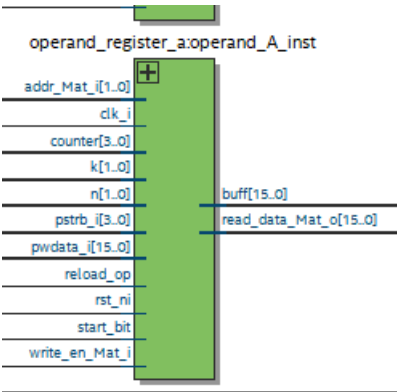 operand_register_a:operand_A_inst
addr_Mat_i[1..0]
clk_i
counter[3..0]
k[1..0]
n[1..0]
buff[15..0]
pstrb_i[3..0]
read_data_Mat_o[15..0]
pwdata_i[15..0]
reload_op
rst_ni
start_bit
write_en_Mat_i